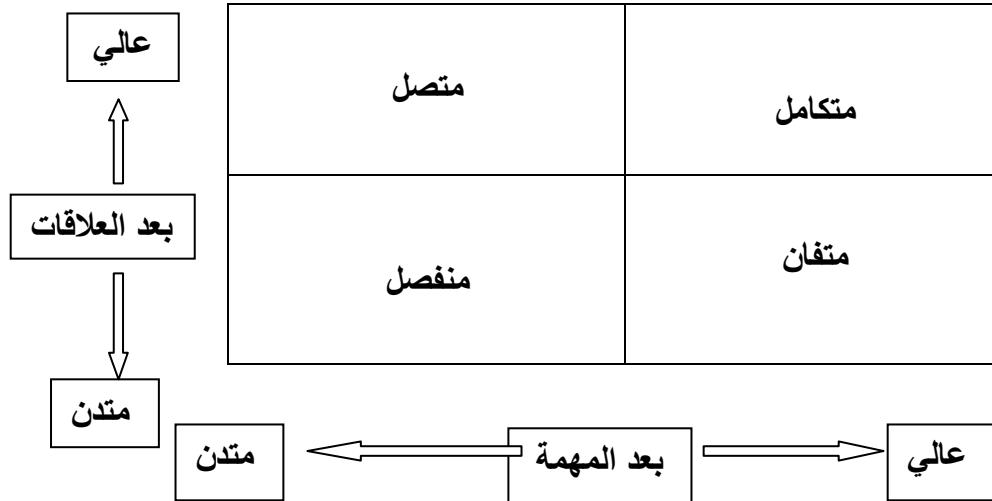 عالي
متصل
متكامل
بعد العلاقات
منفصل
متفان
متدن
متدن
بعد المهمة
عالي